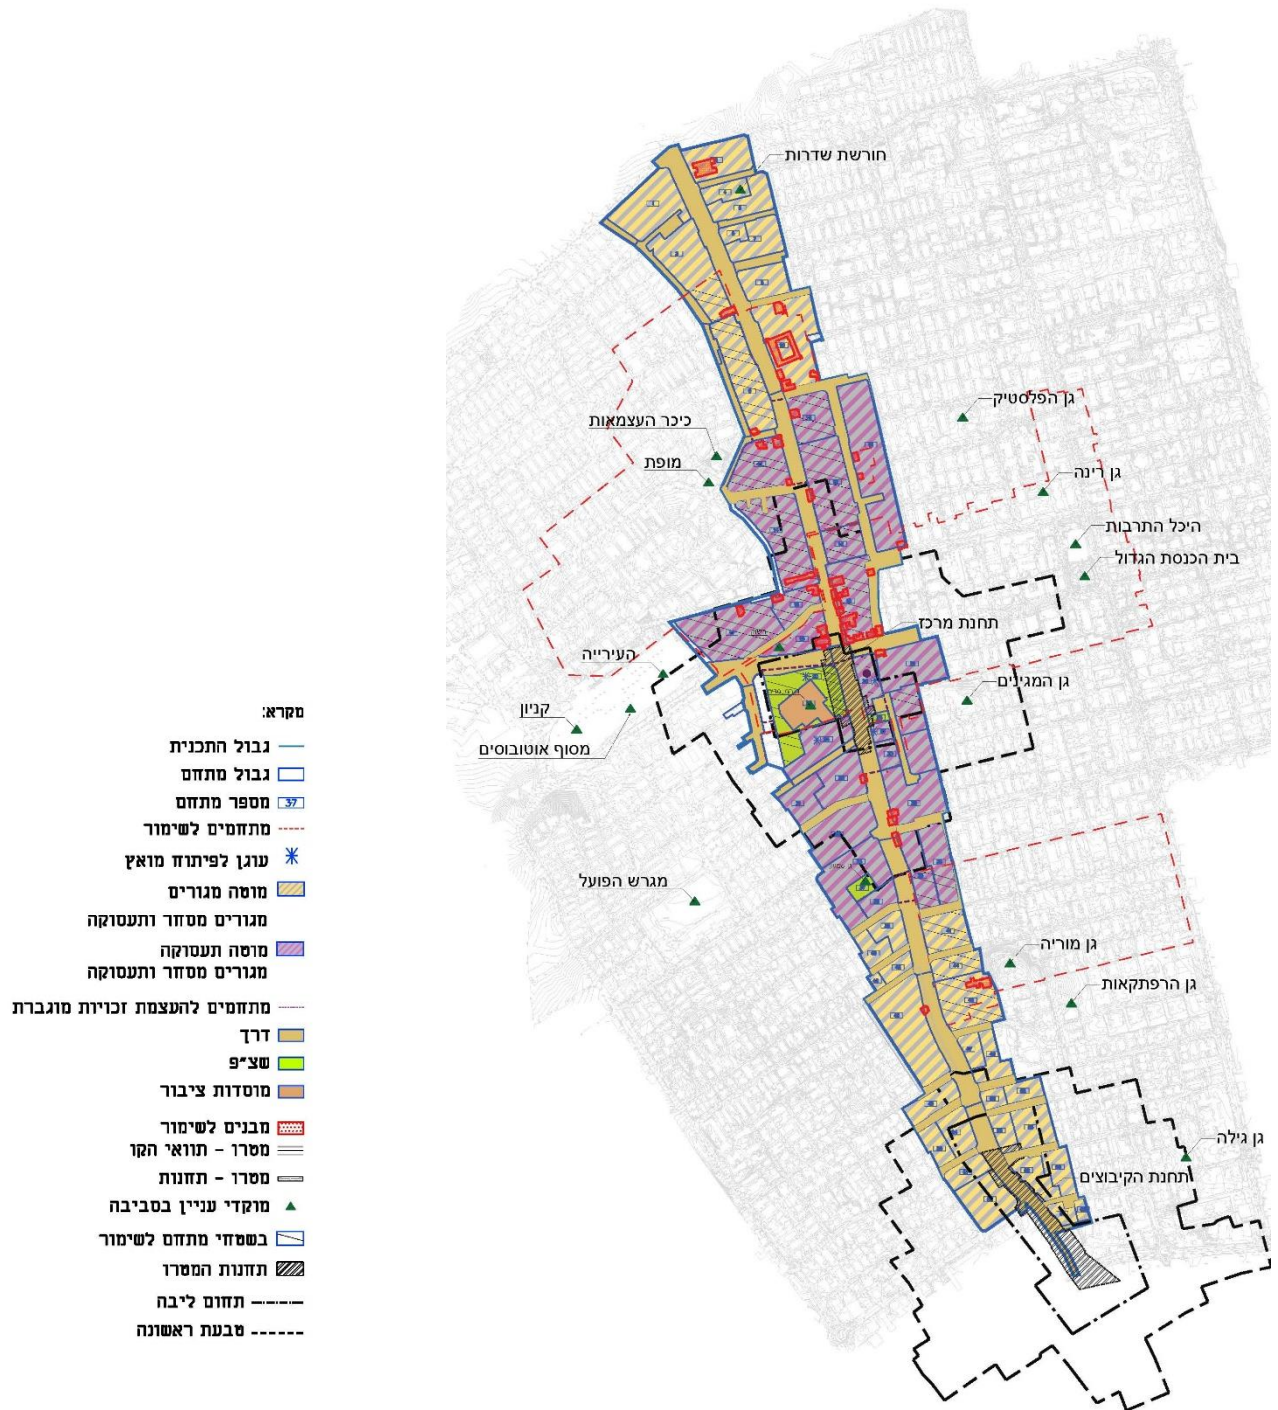 חורשת שדרות
גן הפלסטיק
כיכר העצמאות
מופת
גן רינה
היכל התרבות
בית הכנסת הגדול
תחנת מרכז
העירייה
גן המגינים
קניון
מסוף אוטובוסים
מגרש הפועל
גן מוריה
גן הרפתקאות
גן גילה
תחנת הקיבוצים
מקרא:
גבול התכנית
גבול מתחם
מספר מתחם 37
מתחמים לשימור
עוגן לפיתוח מואץ
מוטה מגורים
מגורים מסחר ותעסוקה
מוטה תעסוקה
מגורים מסחר ותעסוקה
מתחמים להעצמת זכויות מוגברת
דרך
שצ"פ
מוסדות ציבור
מבנים לשימור
מטרו - תוואי הקו
מטרו - תחנות
מוקדי עניין בסביבה
בשטחי מתחם לשימור
תחנות המטרו
תחום ליבה
טבעת ראשונה